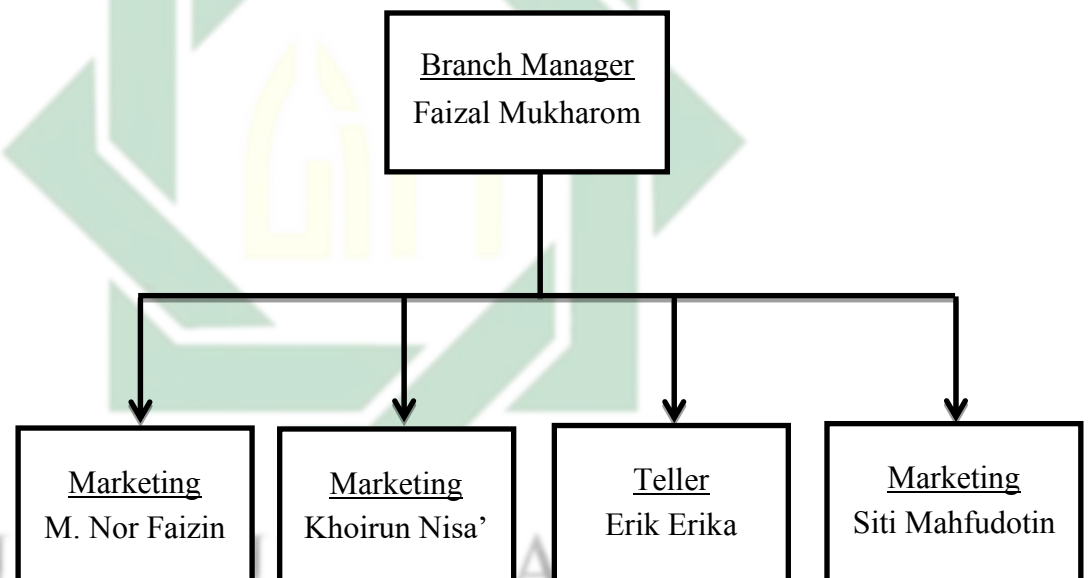 Branch Manager
Faizal Mukharom
Marketing
M. Nor Faizin
Marketing
Khoirun Nisa’
Teller
Erik Erika
Marketing
Siti Mahfudotin